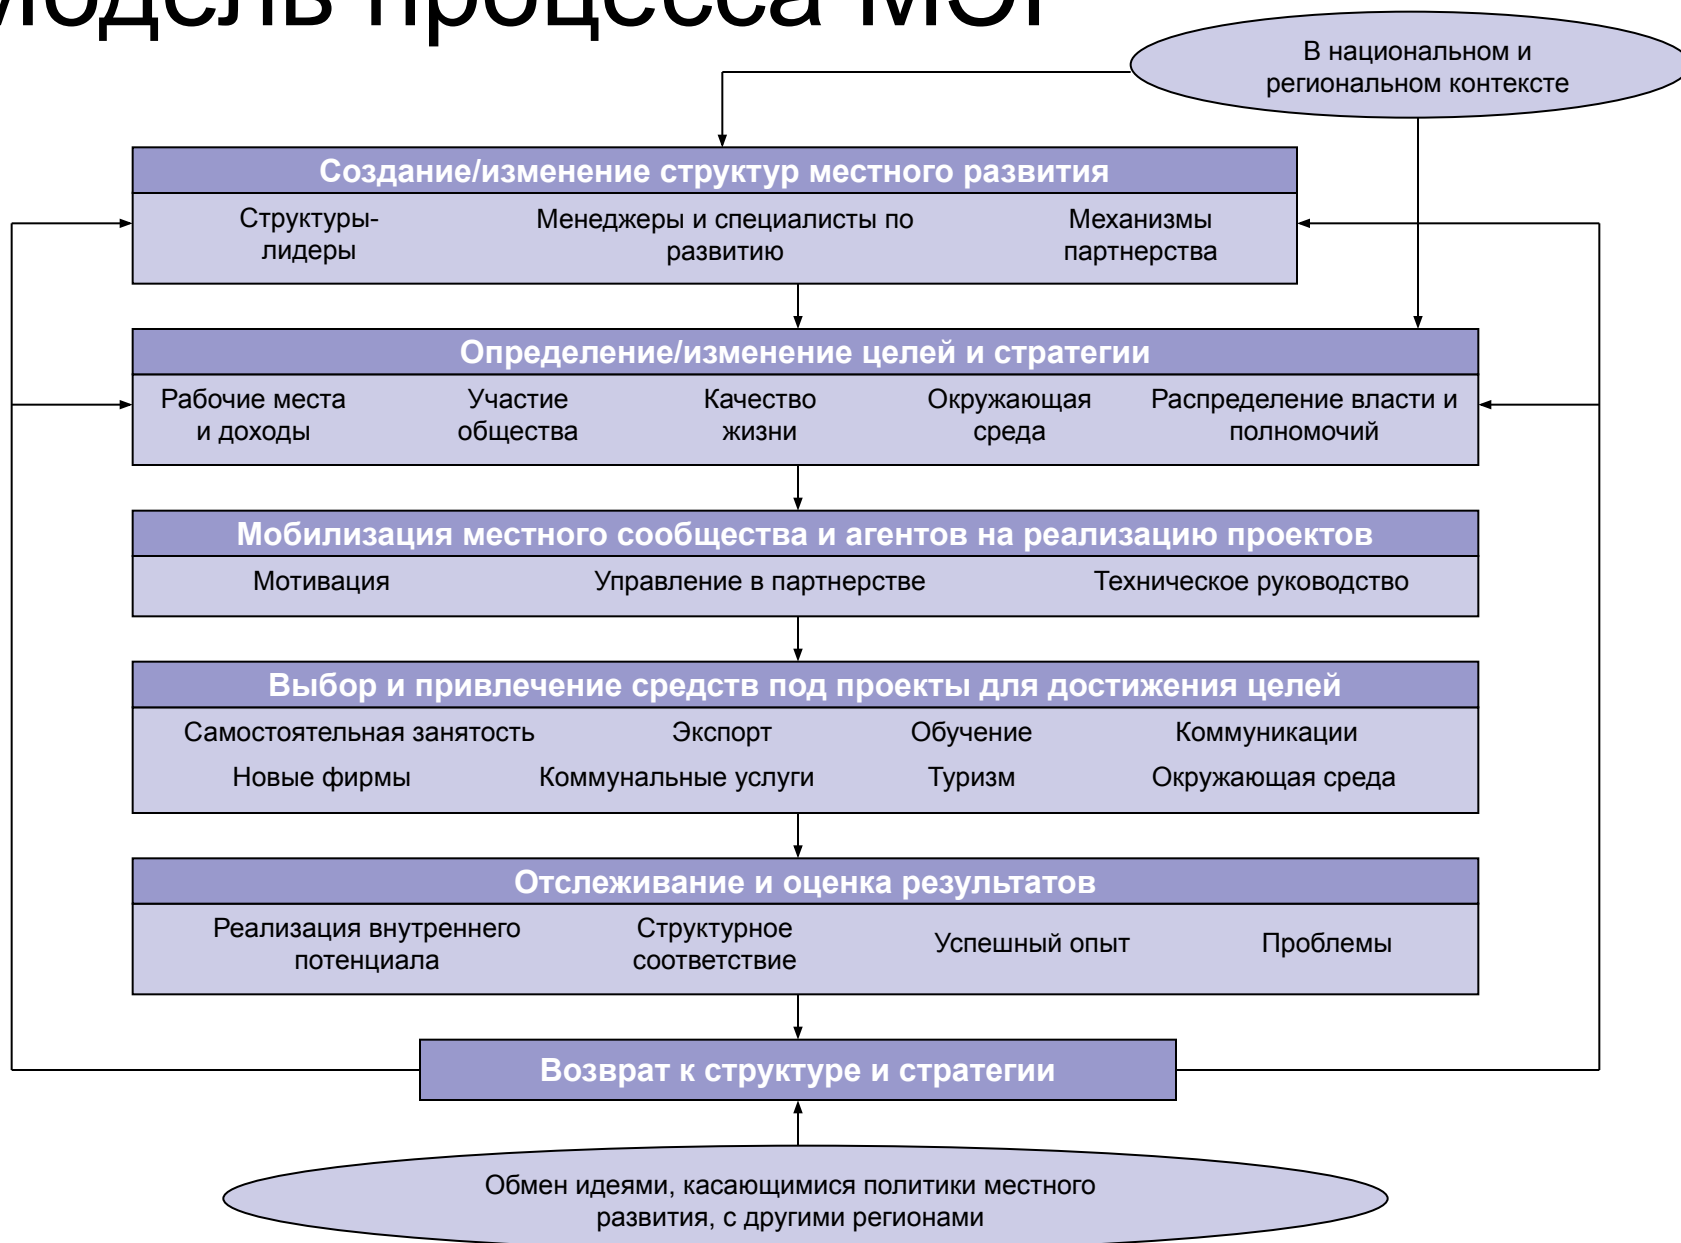 процесса
В национальном и
региональном контексте
Создание/изменение структур местного развития
Структуры-
лидеры
Менеджеры и специалисты по
развитию
Механизмы
партнерства
Определение/изменение целей и стратегии
Рабочие места
и доходы
Участие
общества
Качество
жизни
Окружающая
среда
Распределение власти и
полномочий
Мобилизация местного сообщества и агентов на реализацию проектов
Мотивация
Управление в партнерстве
Техническое руководство
Выбор и привлечение средств под проекты для достижения целей
Самостоятельная занятость
Экспорт
Обучение
Коммуникации
Новые фирмы
Коммунальные услуги
Туризм
Окружающая среда
Отслеживание и оценка результатов
Реализация внутреннего
потенциала
Структурное
соответствие
Успешный опыт
Проблемы
Возврат к структуре и стратегии
Обмен идеями, касающимися политики местного
развития, с другими регионами